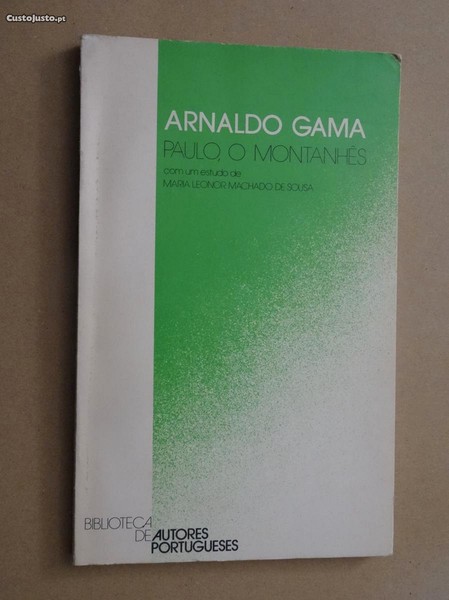 CustoJusto.pt
ARNALDO GAMA
PAULO, O MONTANHÊS
com um estudo de
MARIA LEONOR MACHADO DE SOUSA
BIBLIOTECA
DE AUTORES
PORTUGUESES